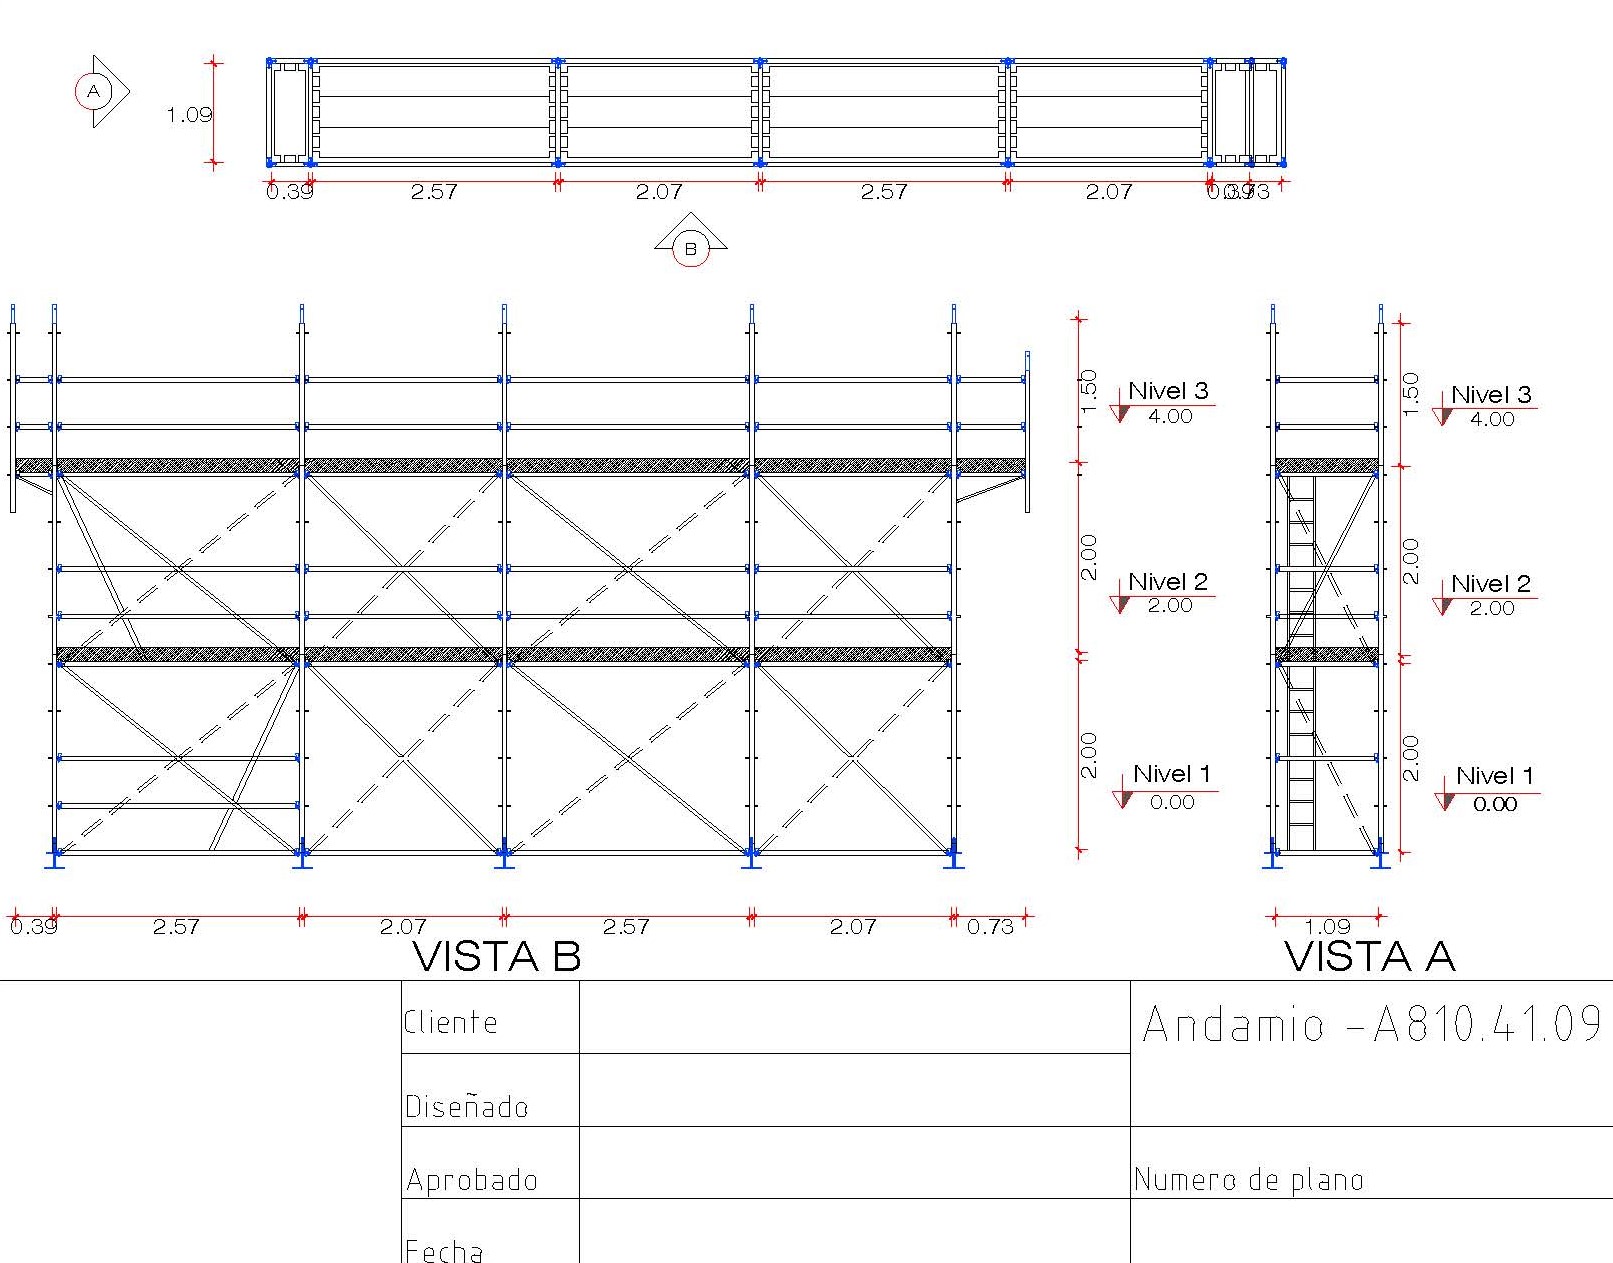 A
1.09
0.39 2.57 2.07 2.57 2.07 0.39 0.73
B
1.50 Nivel 3 1.50 Nivel 3
4.00 4.00
2.00 Nivel 2 2.00 Nivel 2
2.00 2.00
2.00 Nivel 1 2.00 Nivel 1
0.00 0.00
0.39 2.57 2.07 2.57 2.07 0.73 1.09
VISTA B VISTA A
Cliente Andamio -A810.41.09
Diseñado
Aprobado Numero de plano
Fecha